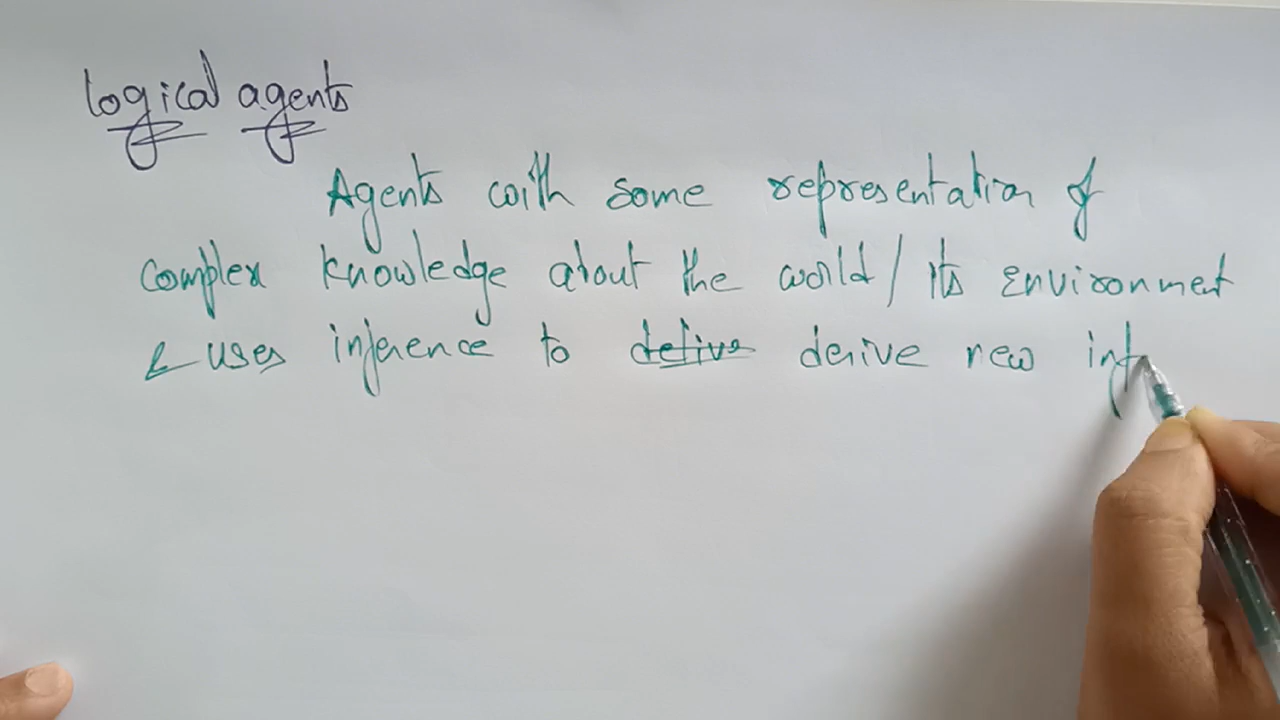 logical agents
Agents with some representation of
complex knowledge about the world / its environment
& uses inference to derive new inf